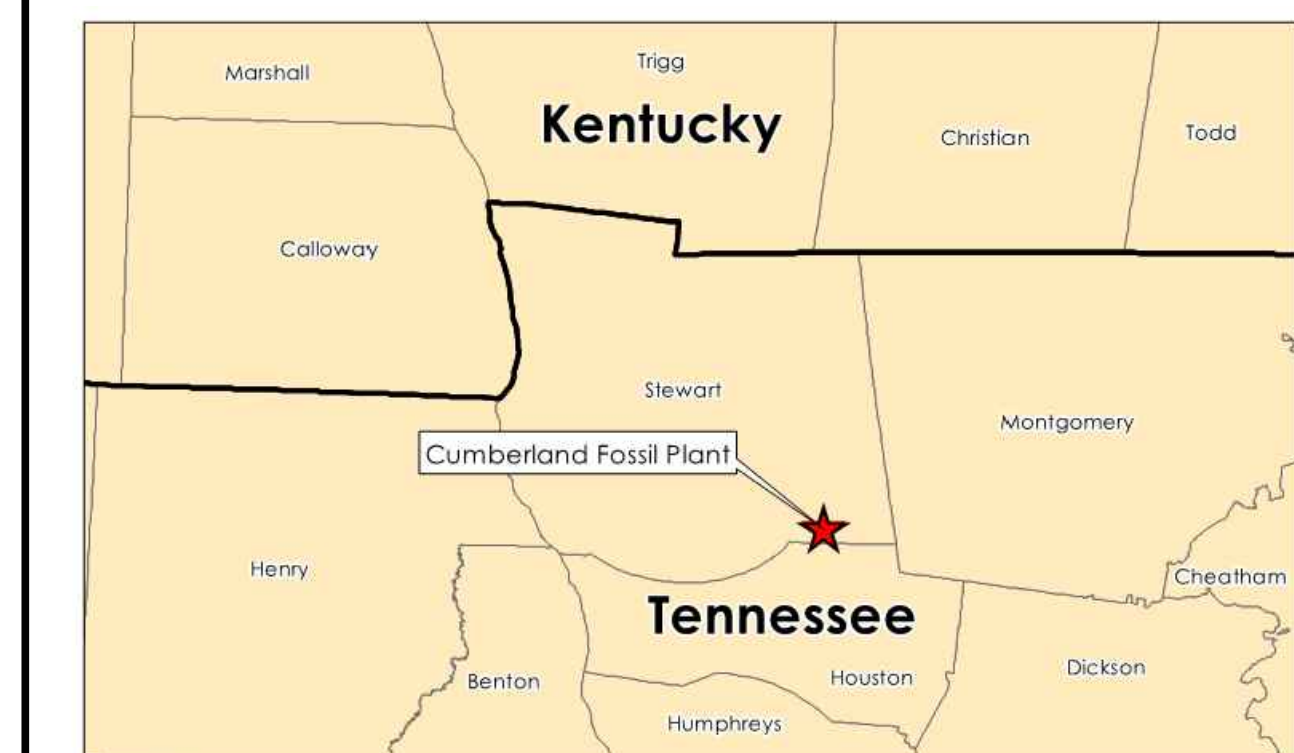 Trigg
Marshall
Kentucky
Christian
Todd
Calloway
Stewart
Montgomery
Cumberland Fossil Plant
Henry
Cheatham
Tennessee
Dickson
Houston
Benton
Humphreys